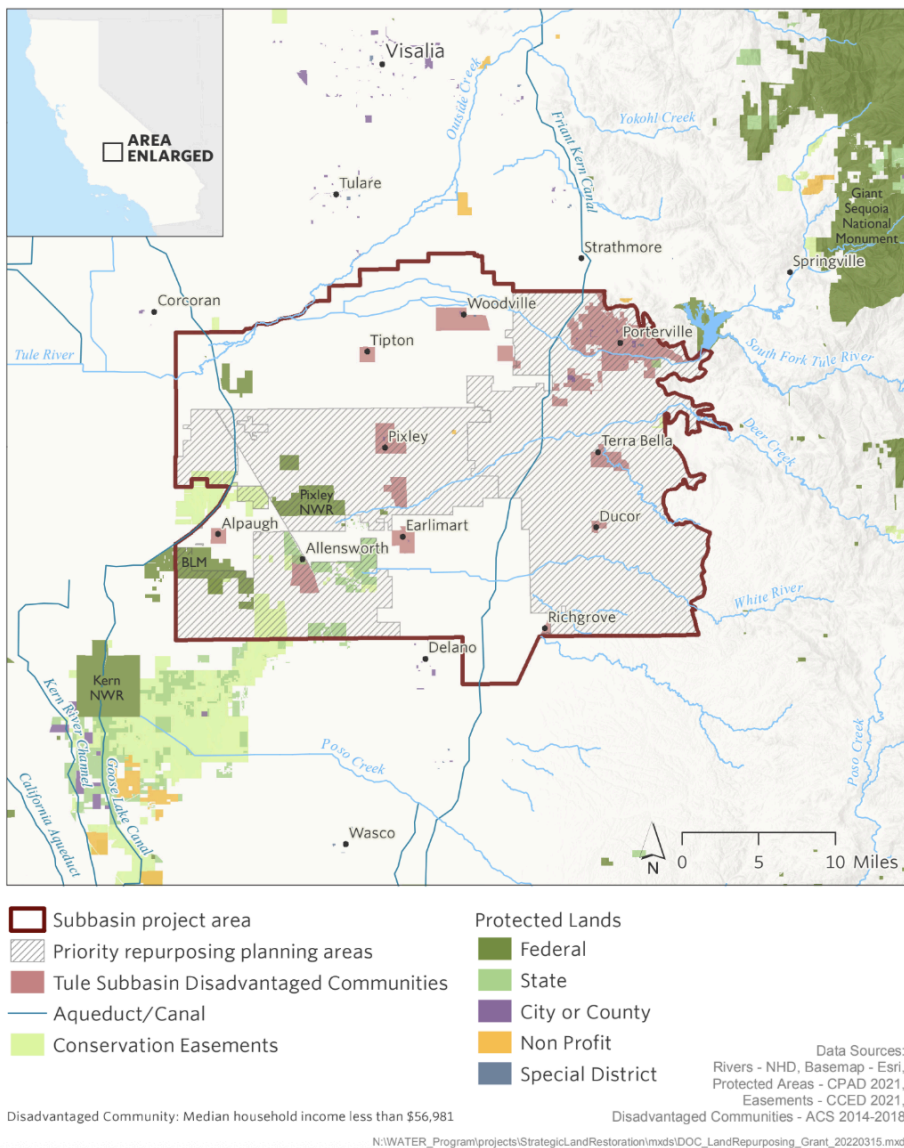 Visalia
Outside Creek
Friant Kern Canal
Yokohl Creek
AREA
ENLARGED
Tulare
Giant
Sequoia
National
Monument
Strathmore
Springville
Corcoran
Woodville
Porterville
Tipton
Tule River
South Fork Tule River
Pixley
Terra Bella
Deer Creek
Pixley
NWR
Alpaugh
Earlimart
Ducor
Allensworth
BLM
White River
Richgrove
Delano
Kern
NWR
Kern River
Channel
Goose Lake Canal
California Aqueduct
Poso Creek
Poso Creek
Wasco
N
0 5 10 Miles
Subbasin project area
Priority repurposing planning areas
Tule Subbasin Disadvantaged Communities
Aqueduct/Canal
Conservation Easements
Protected Lands
Federal
State
City or County
Non Profit
Special District
Data Sources:
Rivers - NHD, Basemap - Esri,
Protected Areas - CPAD 2021,
Easements - CCED 2021,
Disadvantaged Communities - ACS 2014-2018
Disadvantaged Community: Median household income less than $56,981
N:\WATER_Program\projects\StrategicLandRestoration\mxds\DOC_LandRepurposing_Grant_20220315.mxd